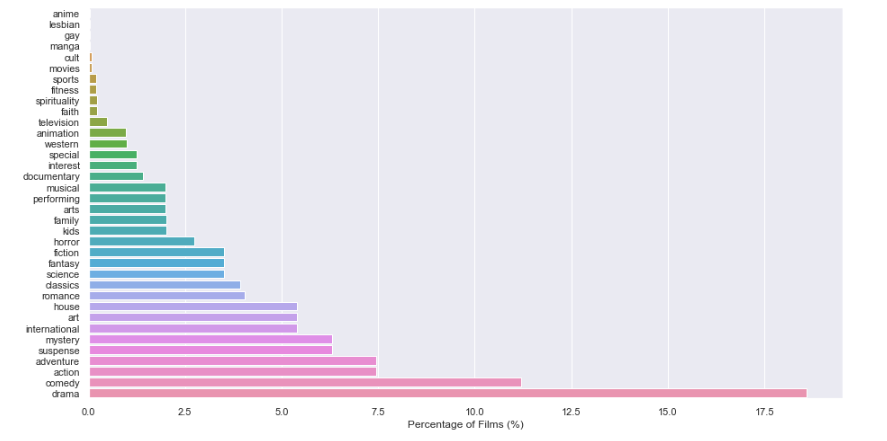 anime
lesbian
gay
manga
cult
movies
sports
fitness
spirituality
faith
television
animation
western
special
interest
documentary
musical
performing
arts
family
kids
horror
fiction
fantasy
science
classics
romance
house
art
international
mystery
suspense
adventure
action
comedy
drama
0.0 2.5 5.0 7.5 10.0 12.5 15.0 17.5
Percentage of Films (%)